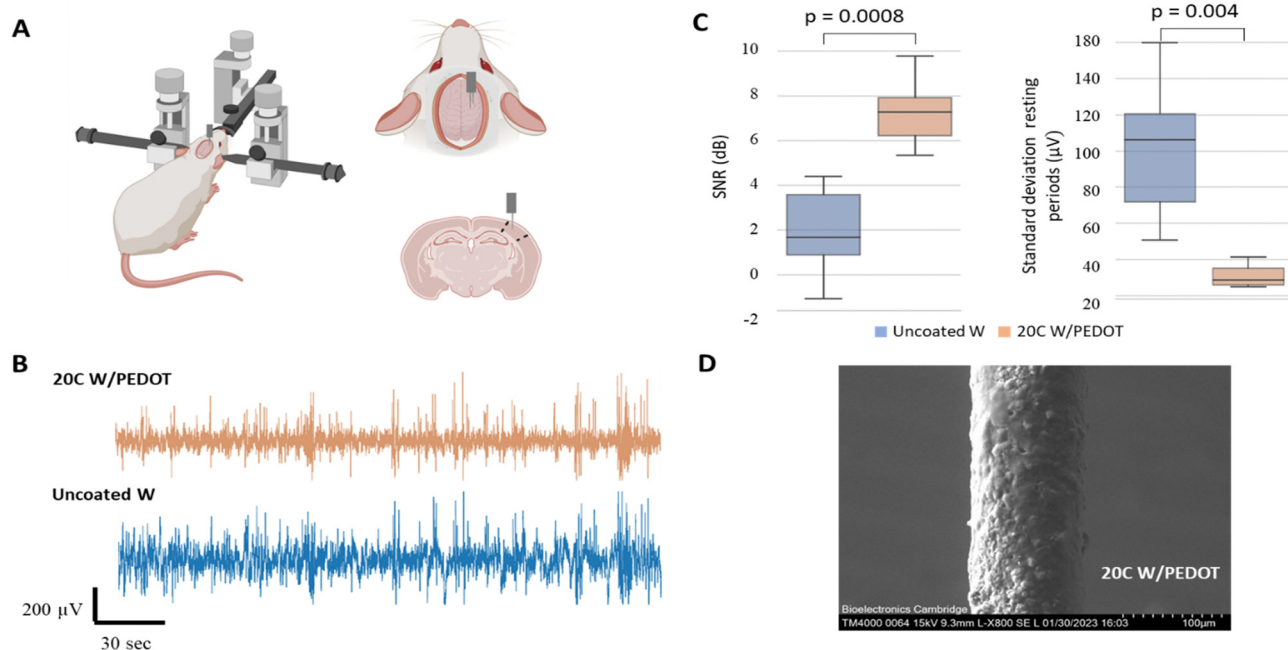 A
B
20C W/PEDOT
Uncoated W
200 µV
30 sec
C
p = 0.0008
SNR (dB)
10
8
6
4
2
0
-2
p = 0.004
Standard deviation resting
periods (µV)
180
160
140
120
100
80
60
40
20
Uncoated W
20C W/PEDOT
D
20C W/PEDOT
Bioelectronics Cambridge
TM4000 0064 15kV 9.3mm L-X800 SE L 01/30/2023 16:03
100µm